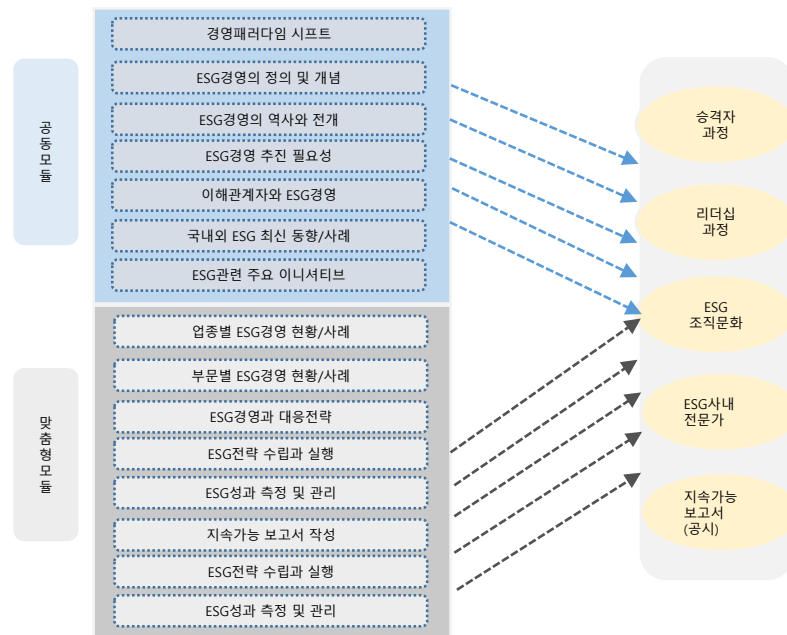 공동모듈
경영패러다임 시프트
ESG경영의 정의 및 개념
ESG경영의 역사와 전개
ESG경영 추진 필요성
이해관계자와 ESG경영
국내외 ESG 최신 동향/사례
ESG관련 주요 이니셔티브
맞춤형모듈
업종별 ESG경영 현황/사례
부문별 ESG경영 현황/사례
ESG경영과 대응전략
ESG전략 수립과 실행
ESG성과 측정 및 관리
지속가능 보고서 작성
ESG전략 수립과 실행
ESG성과 측정 및 관리
승격자
과정
리더십
과정
ESG
조직문화
ESG사내
전문가
지속가능
보고서
(공시)